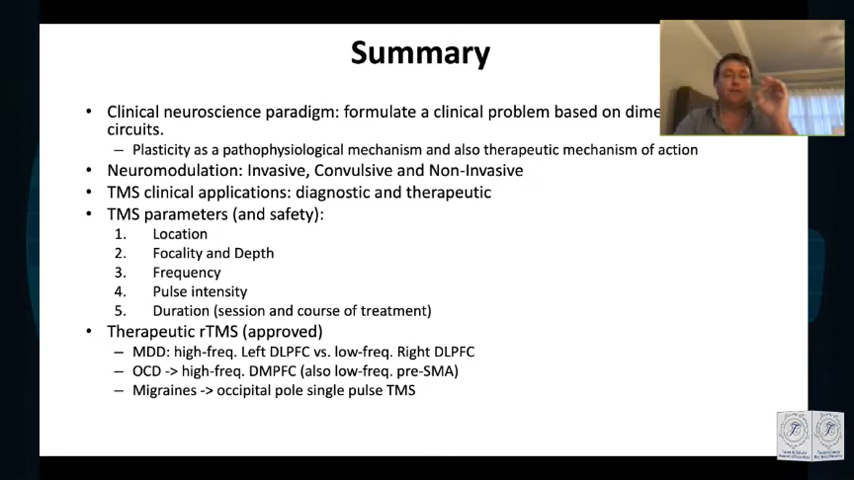 Summary
• Clinical neuroscience paradigm: formulate a clinical problem based on
circuits.
– Plasticity as a pathophysiological mechanism and also therapeutic mechanism of action
• Neuromodulation: Invasive, Convulsive and Non-Invasive
• TMS clinical applications: diagnostic and therapeutic
• TMS parameters (and safety):
1. Location
2. Focality and Depth
3. Frequency
4. Pulse intensity
5. Duration (session and course of treatment)
• Therapeutic rTMS (approved)
– MDD: high-freq. Left DLPFC vs. low-freq. Right DLPFC
– OCD -> high-freq. DMPFC (also low-freq. pre-SMA)
– Migraines -> occipital pole single pulse TMS